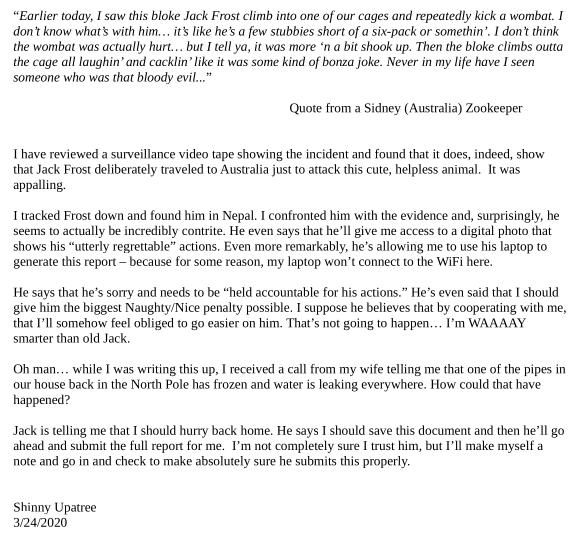 “Earlier today, I saw this bloke Jack Frost climb into one of our cages and repeatedly kick a wombat. I
don’t know what’s with him… it’s like he’s a few stubbies short of a six-pack or somethin’. I don’t think
the wombat was actually hurt… but I tell ya, it was more ‘n a bit shook up. Then the bloke climbs outta
the cage all laughin’ and cacklin’ like it was some kind of bonza joke. Never in my life have I seen
someone who was that bloody evil...”
Quote from a Sidney (Australia) Zookeeper
I have reviewed a surveillance video tape showing the incident and found that it does, indeed, show
that Jack Frost deliberately traveled to Australia just to attack this cute, helpless animal.  It was
appalling.
I tracked Frost down and found him in Nepal. I confronted him with the evidence and, surprisingly, he
seems to actually be incredibly contrite. He even says that he’ll give me access to a digital photo that
shows his “utterly regrettable” actions. Even more remarkably, he’s allowing me to use his laptop to
generate this report – because for some reason, my laptop won’t connect to the WiFi here.
He says that he’s sorry and needs to be “held accountable for his actions.” He’s even said that I should
give him the biggest Naughty/Nice penalty possible. I suppose he believes that by cooperating with me,
that I’ll somehow feel obliged to go easier on him. That’s not going to happen… I’m WAAAAY
smarter than old Jack.
Oh man… while I was writing this up, I received a call from my wife telling me that one of the pipes in
our house back in the North Pole has frozen and water is leaking everywhere. How could that have
happened?
Jack is telling me that I should hurry back home. He says I should save this document and then he’ll go
ahead and submit the full report for me.  I’m not completely sure I trust him, but I’ll make myself a
note and go in and check to make absolutely sure he submits this properly.
Shinny Upatree
3/24/2020